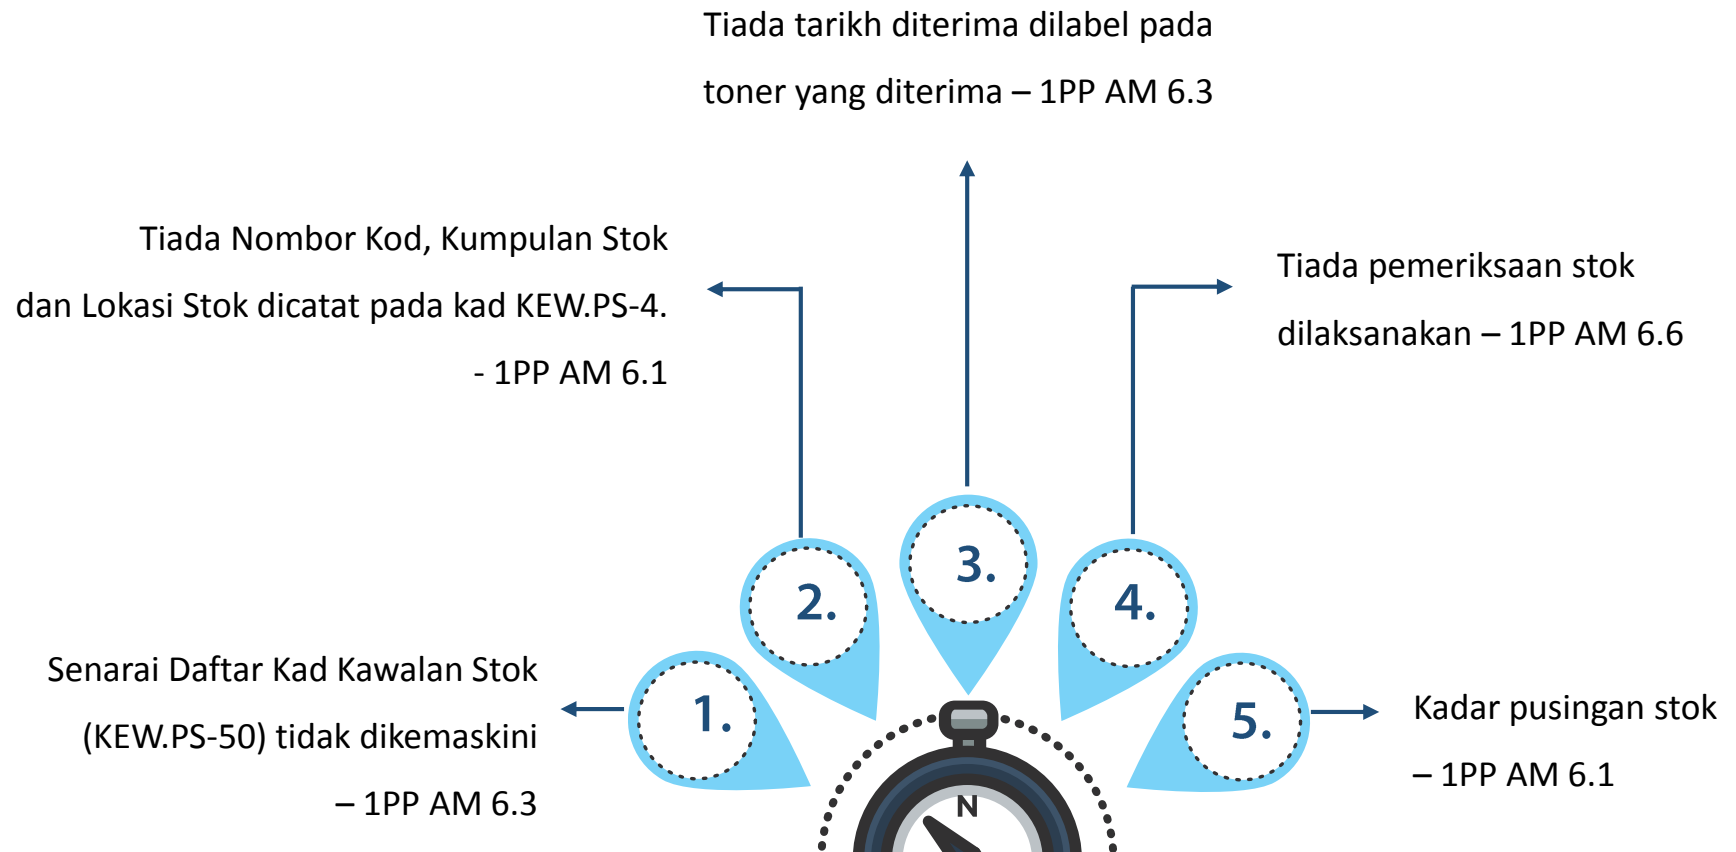 Tiada tarikh diterima dilabel pada
toner yang diterima – 1PP AM 6.3
Tiada Nombor Kod, Kumpulan Stok
dan Lokasi Stok dicatat pada kad KEW.PS-4.
- 1PP AM 6.1
Tiada pemeriksaan stok
dilaksanakan – 1PP AM 6.6
3.
2.
4.
Senarai Daftar Kad Kawalan Stok
(KEW.PS-50) tidak dikemaskini
– 1PP AM 6.3
1.
5.
Kadar pusingan stok
– 1PP AM 6.1
N